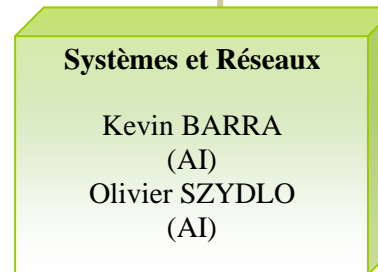 Systèmes et Réseaux
Kevin BARRA
(AI)
Olivier SZYDLO
(AI)